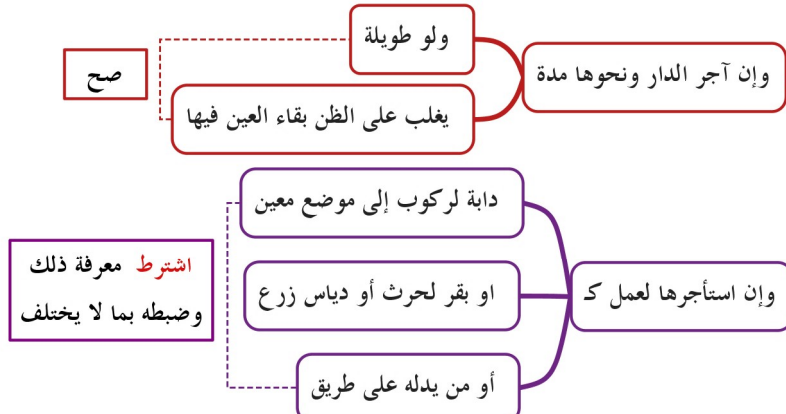 وإن آجر الدار ونحوها مدة
ولو طويلة
يغلب على الظن بقاء العين فيها
صح
وإن استأجرها لعمل كـ
دابة لركوب إلى موضع معين
او بقر لحرث أو دياس زرع
أو من يدله على طريق
اشترط معرفة ذلك
وضبطه بما لا يختلف